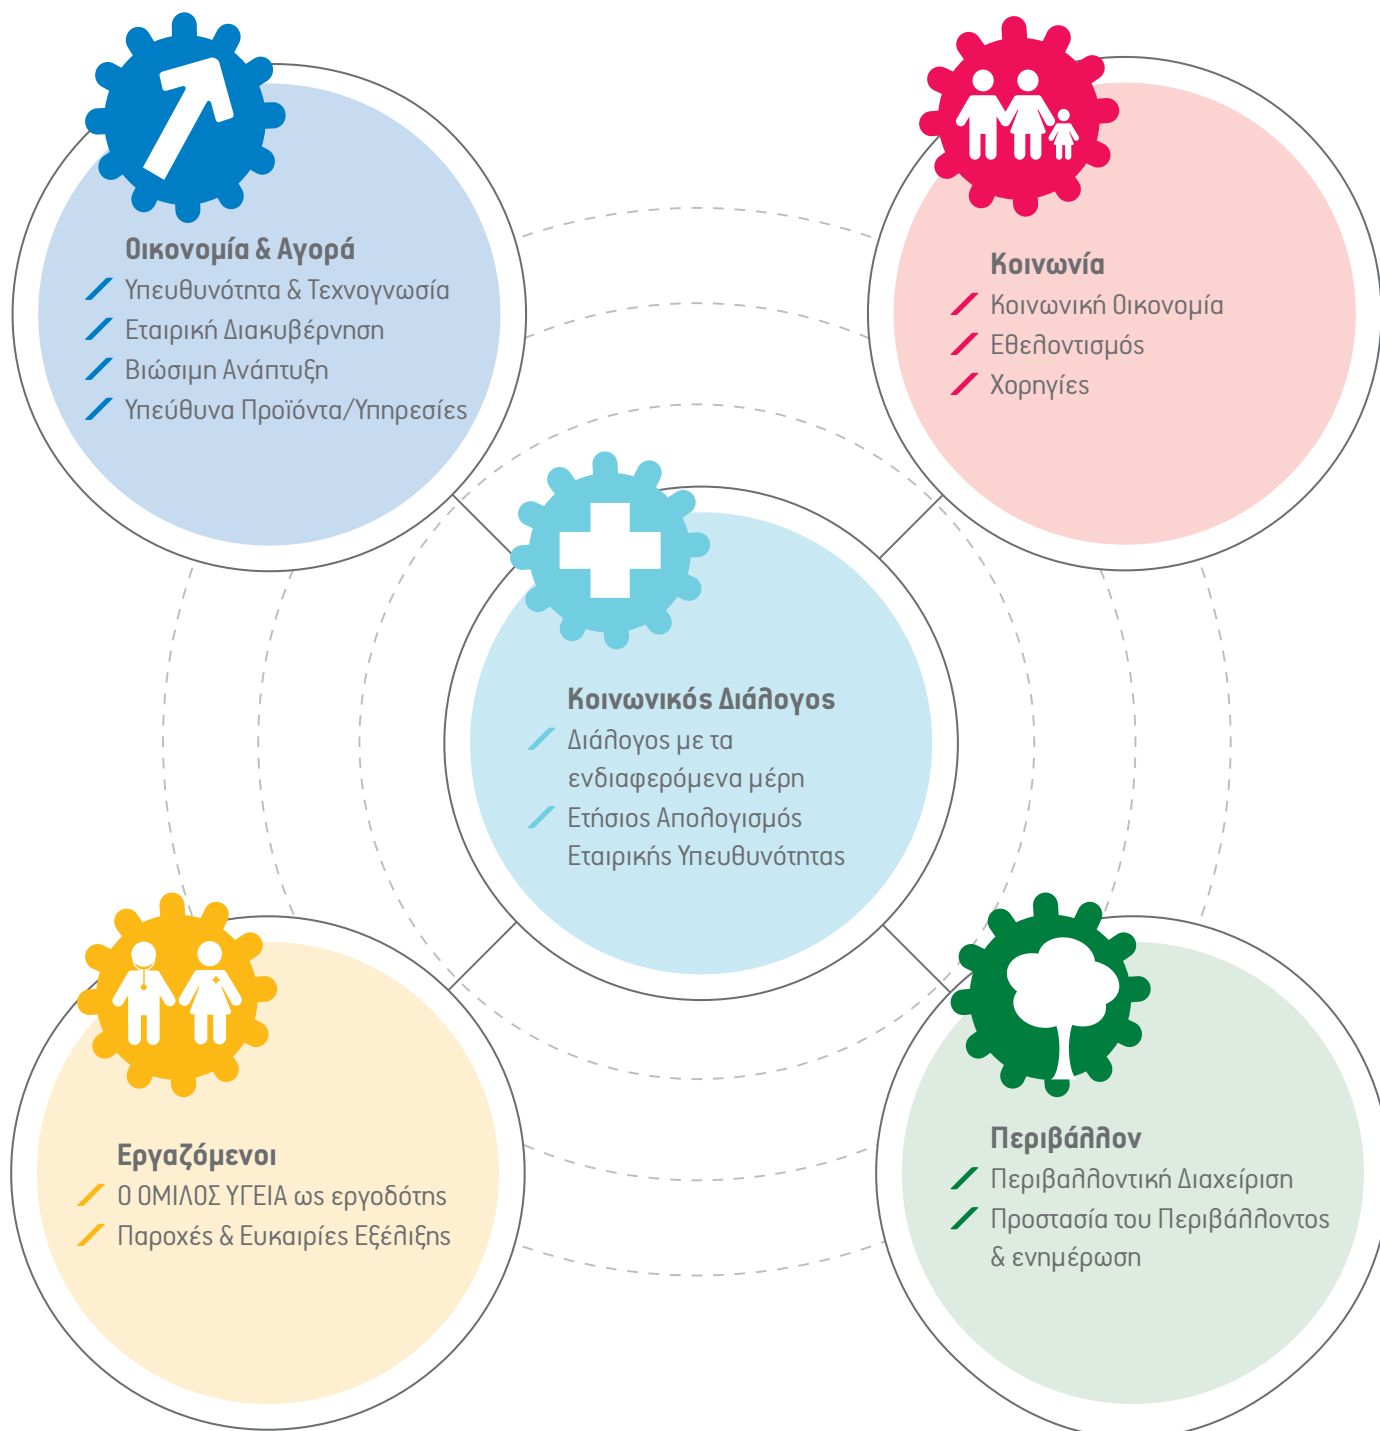 Οικονομία & Αγορά
Υπευθυνότητα & Τεχνογνωσία
Εταιρική Διακυβέρνηση
Βιώσιμη Ανάπτυξη
Υπεύθυνα Προϊόντα/Υπηρεσίες
Κοινωνία
Κοινωνική Οικονομία
Εθελοντισμός
Χορηγίες
Κοινωνικός Διάλογος
Διάλογος με τα
ενδιαφερόμενα μέρη
Ετήσιος Απολογισμός
Εταιρικής Υπευθυνότητας
Εργαζόμενοι
Ο ΟΜΙΛΟΣ ΥΓΕΙΑ ως εργοδότης
Παροχές & Ευκαιρίες Εξέλιξης
Περιβάλλον
Περιβαλλοντική Διαχείριση
Προστασία του Περιβάλλοντος
& ενημέρωση